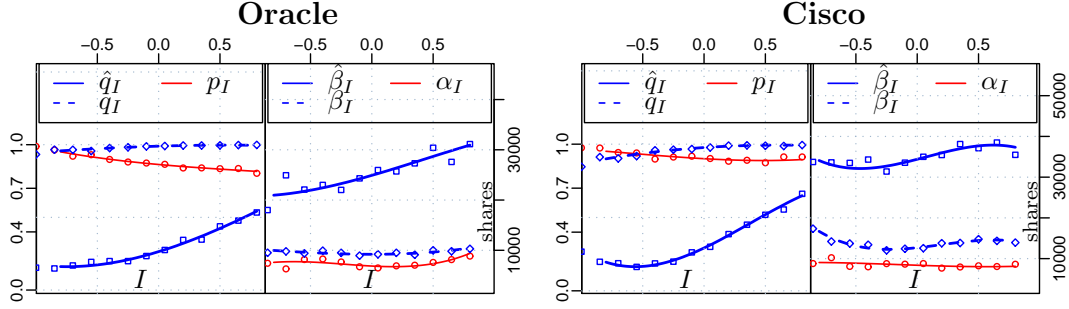 Oracle Cisco
−0.5 0.0 0.5 −0.5 0.0 0.5 −0.5 0.0 0.5 −0.5 0.0 0.5
q̂_I p_I β̂_I α_I q̂_I p_I β̂_I α_I
q_I β_I q_I β_I
0.0 0.4 0.7 1.0 10000 30000 shares 0.0 0.4 0.7 1.0 10000 30000 50000 shares
I I I I